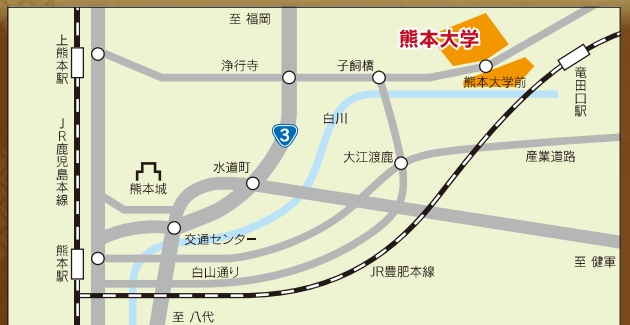 至 福岡
熊本大学
上熊本駅
浄行寺
子飼橋
熊本大学前
竜田口駅
白川
3
JR鹿児島本線
水道町
大江渡鹿
産業道路
熊本城
交通センター
熊本駅
白山通り
JR豊肥本線
至 健軍
至 八代